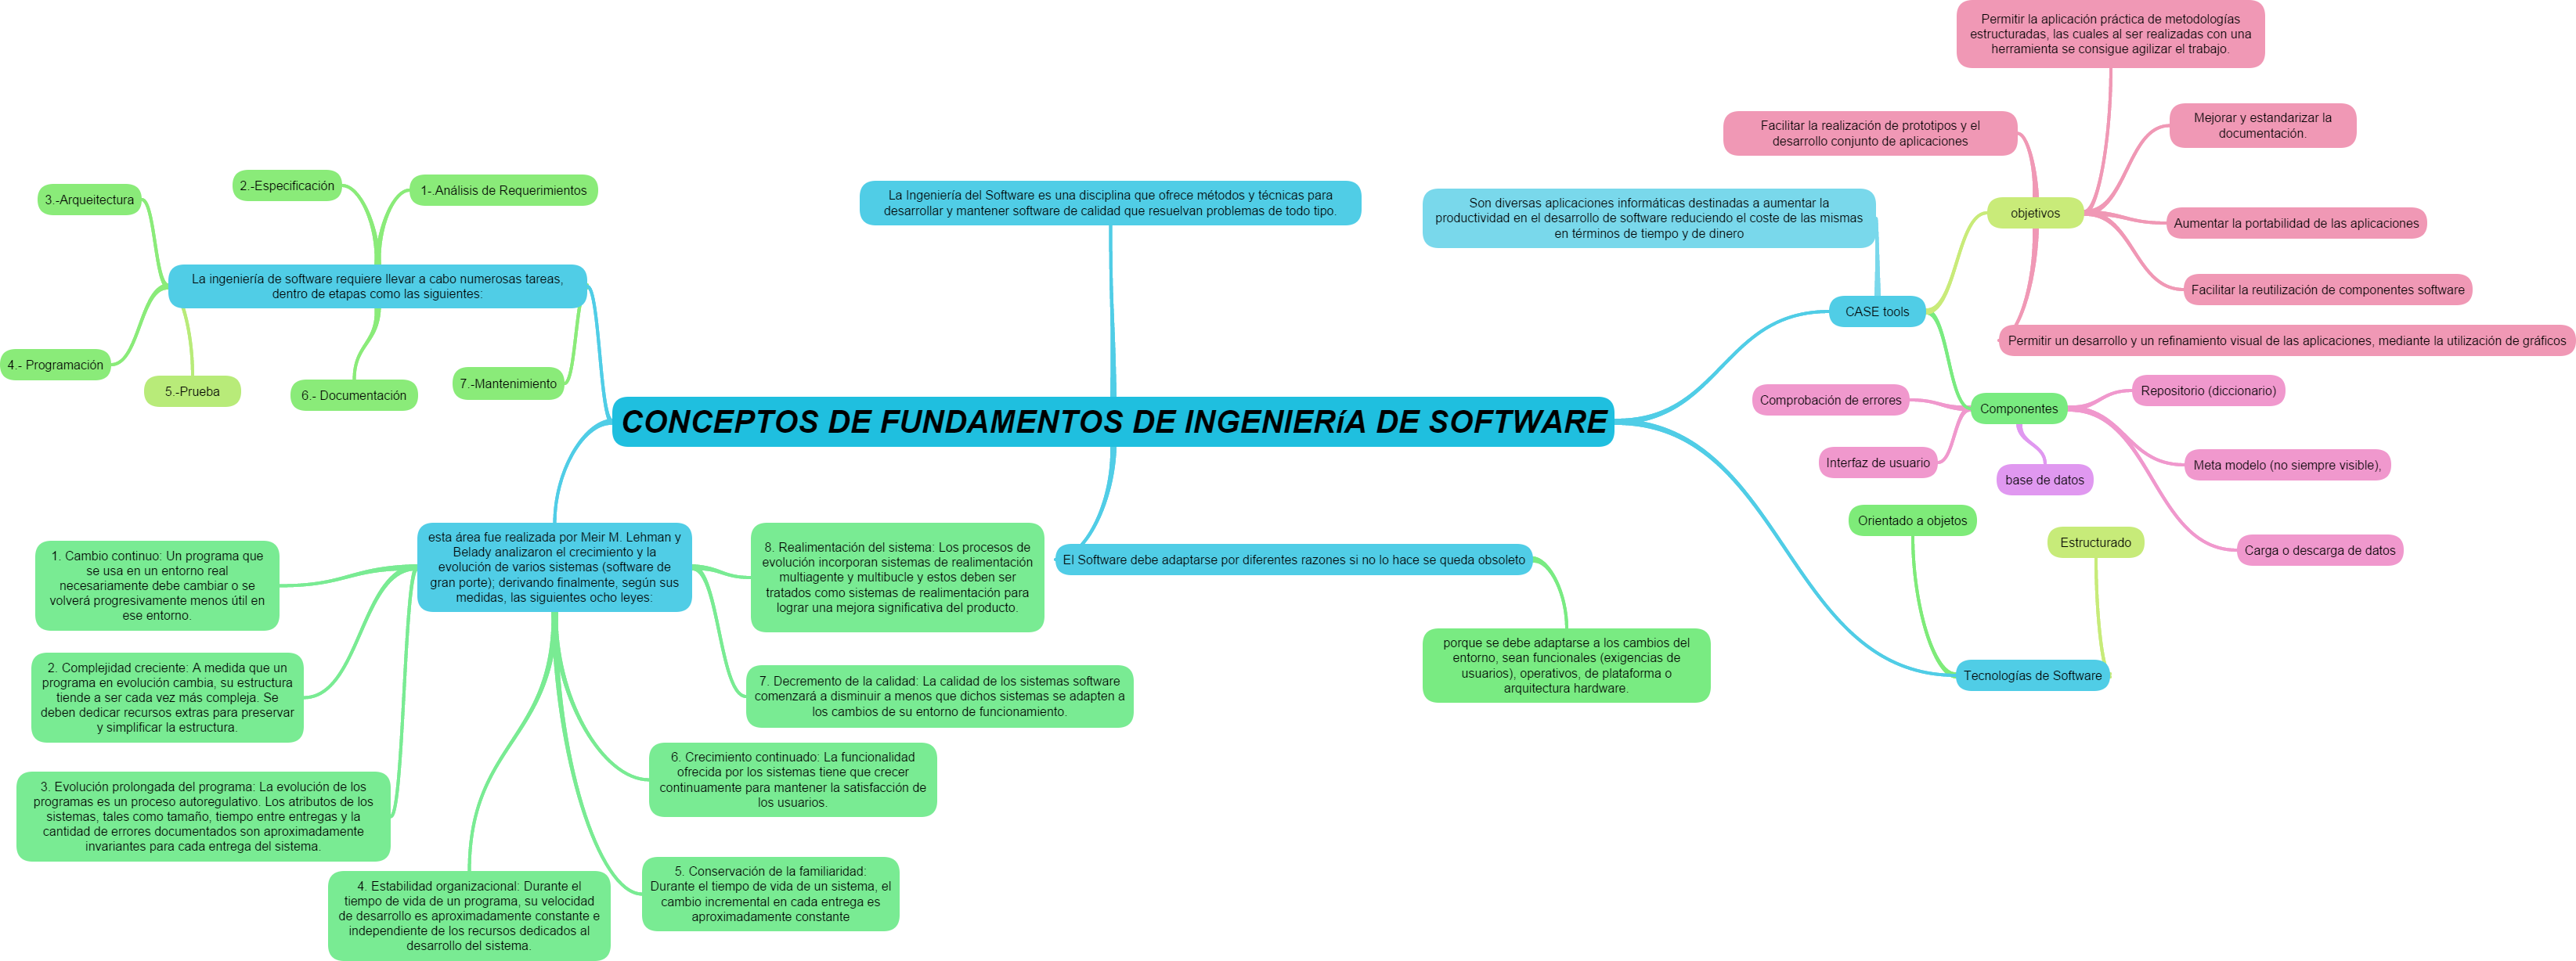 Permitir la aplicación práctica de metodologías
estructuradas, las cuales al ser realizadas con una
herramienta se consigue agilizar el trabajo.
Facilitar la realización de prototipos y el
desarrollo conjunto de aplicaciones
Mejorar y estandarizar la
documentación.
objetivos
Aumentar la portabilidad de las aplicaciones
Facilitar la reutilización de componentes software
Permitir un desarrollo y un refinamiento visual de las aplicaciones, mediante la utilización de gráficos
Son diversas aplicaciones informáticas destinadas a aumentar la
productividad en el desarrollo de software reduciendo el coste de las mismas
en términos de tiempo y de dinero
CASE tools
La Ingeniería del Software es una disciplina que ofrece métodos y técnicas para
desarrollar y mantener software de calidad que resuelvan problemas de todo tipo.
1-.Análisis de Requerimientos
2.-Especificación
3.-Arqueitectura
La ingeniería de software requiere llevar a cabo numerosas tareas,
dentro de etapas como las siguientes:
4.- Programación
5.-Prueba
6.- Documentación
7.-Mantenimiento
CONCEPTOS DE FUNDAMENTOS DE INGENIERíA DE SOFTWARE
Comprobación de errores
Componentes
Repositorio (diccionario)
Interfaz de usuario
base de datos
Meta modelo (no siempre visible),
Carga o descarga de datos
Orientado a objetos
Estructurado
Tecnologías de Software
El Software debe adaptarse por diferentes razones si no lo hace se queda obsoleto
porque se debe adaptarse a los cambios del
entorno, sean funcionales (exigencias de
usuarios), operativos, de plataforma o
arquitectura hardware.
esta área fue realizada por Meir M. Lehman y
Belady analizaron el crecimiento y la
evolución de varios sistemas (software de
gran porte); derivando finalmente, según sus
medidas, las siguientes ocho leyes:
1. Cambio continuo: Un programa que
se usa en un entorno real
necesariamente debe cambiar o se
volverá progresivamente menos útil en
ese entorno.
2. Complejidad creciente: A medida que un
programa en evolución cambia, su estructura
tiende a ser cada vez más compleja. Se
deben dedicar recursos extras para preservar
y simplificar la estructura.
3. Evolución prolongada del programa: La evolución de los
programas es un proceso autoregulativo. Los atributos de los
sistemas, tales como tamaño, tiempo entre entregas y la
cantidad de errores documentados son aproximadamente
invariantes para cada entrega del sistema.
4. Estabilidad organizacional: Durante el
tiempo de vida de un programa, su velocidad
de desarrollo es aproximadamente constante e
independiente de los recursos dedicados al
desarrollo del sistema.
5. Conservación de la familiaridad:
Durante el tiempo de vida de un sistema, el
cambio incremental en cada entrega es
aproximadamente constante
6. Crecimiento continuado: La funcionalidad
ofrecida por los sistemas tiene que crecer
continuamente para mantener la satisfacción de
los usuarios.
7. Decremento de la calidad: La calidad de los sistemas software
comenzará a disminuir a menos que dichos sistemas se adapten a
los cambios de su entorno de funcionamiento.
8. Realimentación del sistema: Los procesos de
evolución incorporan sistemas de realimentación
multiagente y multibucle y estos deben ser
tratados como sistemas de realimentación para
lograr una mejora significativa del producto.